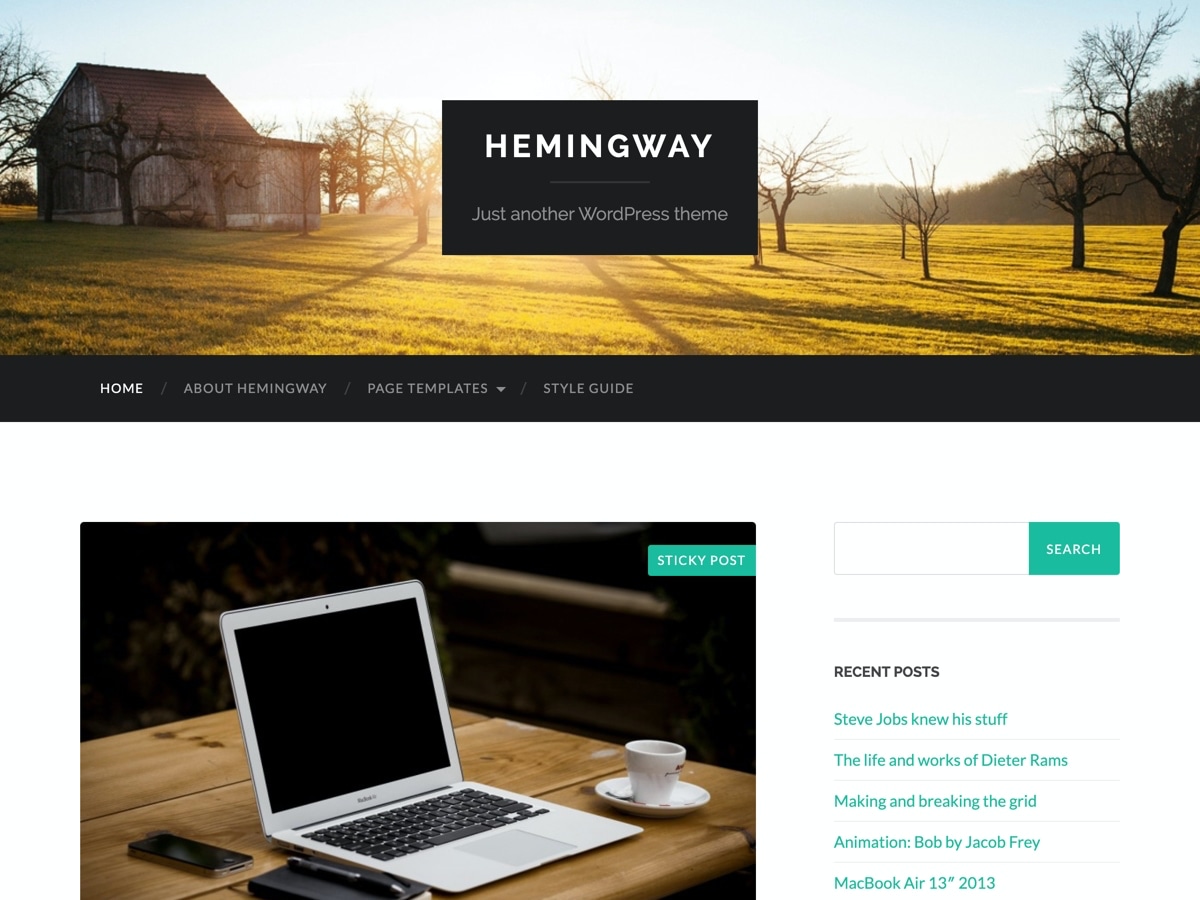 HEMINGWAY
Just another WordPress theme
HOME / ABOUT HEMINGWAY / PAGE TEMPLATES / STYLE GUIDE
STICKY POST
SEARCH
RECENT POSTS
Steve Jobs knew his stuff
The life and works of Dieter Rams
Making and breaking the grid
Animation: Bob by Jacob Frey
MacBook Air 13″ 2013